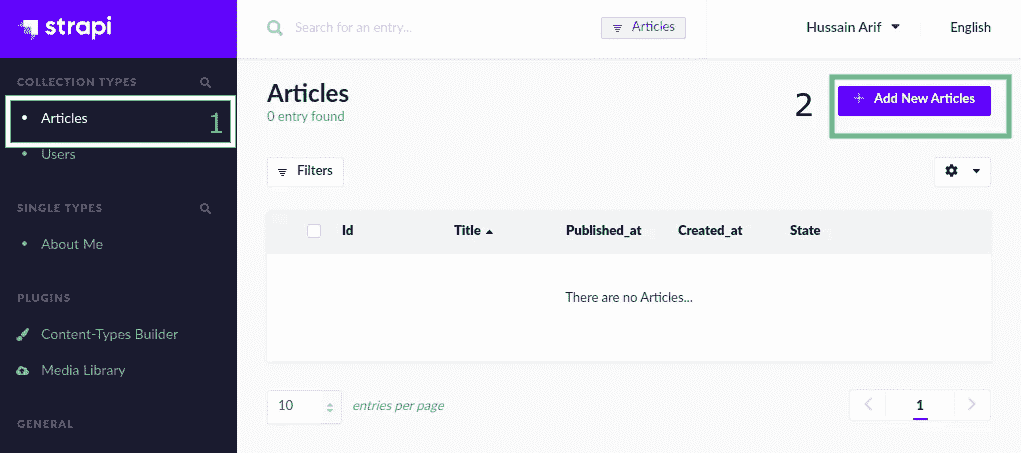 strapi
Search for an entry...
Articles
Hussain Arif
English
COLLECTION TYPES
Articles
1
Users
SINGLE TYPES
About Me
PLUGINS
Content-Types Builder
Media Library
GENERAL
Articles
0 entry found
2
Add New Articles
Filters
Id Title Published_at Created_at State
There are no Articles...
10 entries per page
1